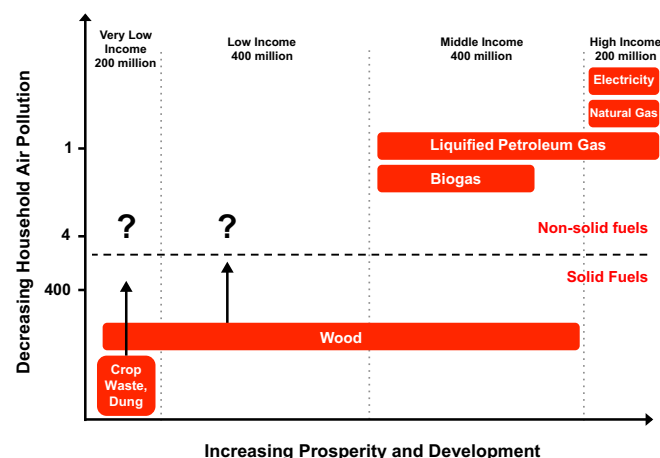 Very Low
Income
200 million
Low Income
400 million
Middle Income
400 million
High Income
200 million
Electricity
Natural Gas
Liquified Petroleum Gas
Biogas
1
?
?
4
Non-solid fuels
Solid Fuels
400
Wood
Crop
Waste,
Dung
Decreasing Household Air Pollution
Increasing Prosperity and Development